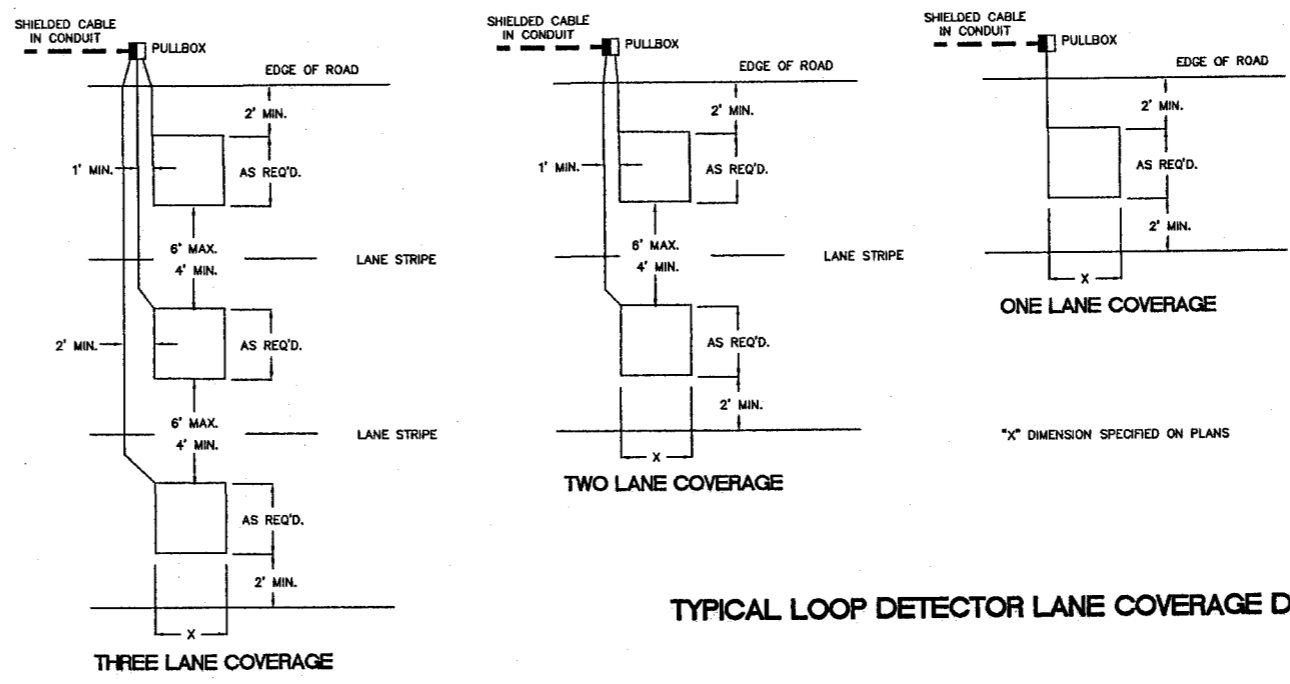 SHIELDED CABLE
IN CONDUIT
PULLBOX
EDGE OF ROAD
2' MIN.
1' MIN.
AS REQ'D.
6' MAX.
4' MIN.
LANE STRIPE
2' MIN.
AS REQ'D.
6' MAX.
4' MIN.
LANE STRIPE
AS REQ'D.
2' MIN.
X
THREE LANE COVERAGE
SHIELDED CABLE
IN CONDUIT
PULLBOX
EDGE OF ROAD
2' MIN.
1' MIN.
AS REQ'D.
6' MAX.
4' MIN.
LANE STRIPE
AS REQ'D.
2' MIN.
X
TWO LANE COVERAGE
SHIELDED CABLE
IN CONDUIT
PULLBOX
EDGE OF ROAD
2' MIN.
AS REQ'D.
2' MIN.
X
ONE LANE COVERAGE
"X" DIMENSION SPECIFIED ON PLANS
TYPICAL LOOP DETECTOR LANE COVERAGE D